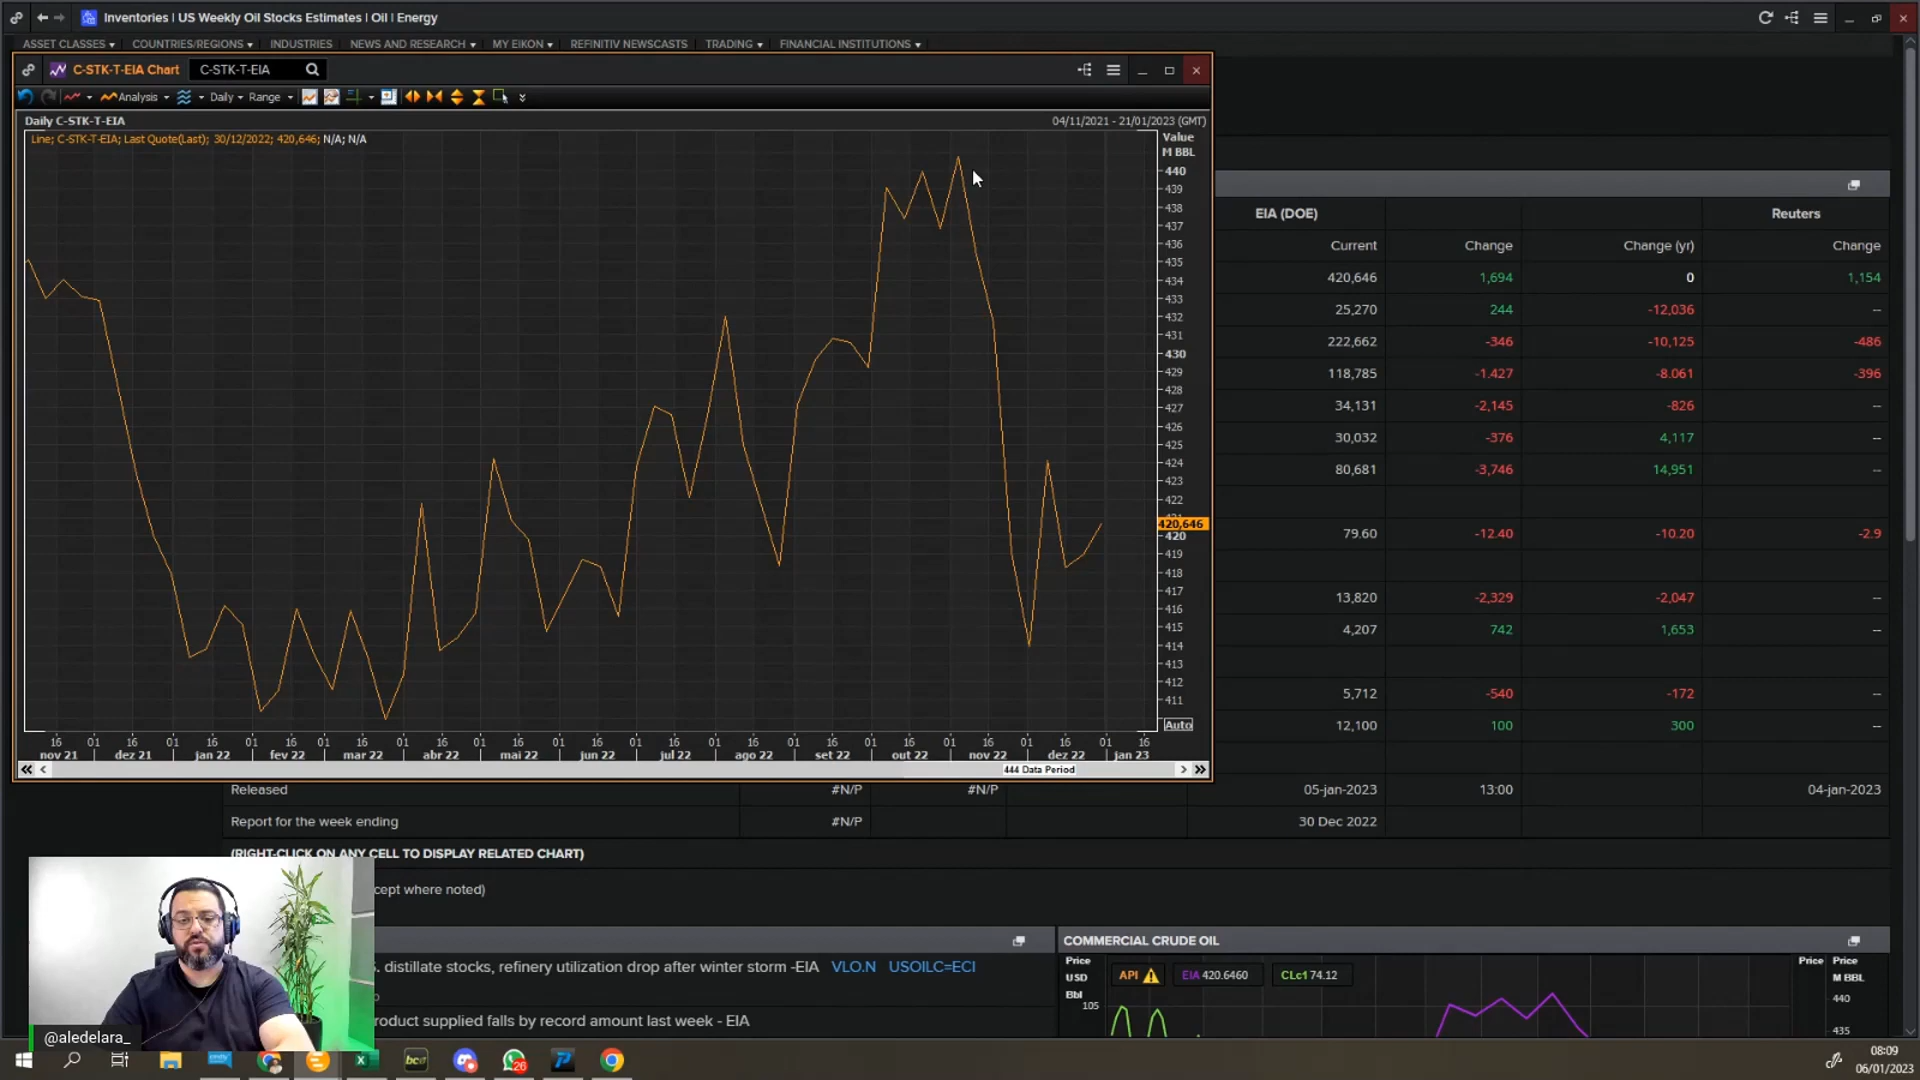 Inventories | US Weekly Oil Stocks Estimates | Oil | Energy
ASSET CLASSES COUNTRIES/REGIONS INDUSTRIES NEWS AND RESEARCH MY EIKON REFINITIV NEWSCASTS TRADING FINANCIAL INSTITUTIONS
C-STK-T-EIA Chart C-STK-T-EIA
Analysis Daily Range
Daily C-STK-T-EIA 04/11/2021 - 21/01/2023 (GMT)
Line; C-STK-T-EIA; Last Quote(Last); 30/12/2022; 420,646; N/A; N/A
Value
M BBL
440
439
438
437
436
435
434
433
432
431
430
429
428
427
426
425
424
423
422
420,646
420
419
418
417
416
415
414
413
412
411
Auto
16 01 16 01 16 01 16 01 16 01 16 01 16 01 16 01 16 01 16 01 16 01 16 01 16 01 16 01 16
nov 21 dez 21 jan 22 fev 22 mar 22 abr 22 mai 22 jun 22 jul 22 ago 22 set 22 out 22 nov 22 dez 22 jan 23
444 Data Period
EIA (DOE) Reuters
Current Change Change (yr) Change
420,646 1,694 0 1,154
25,270 244 -12,036 --
222,662 -346 -10,125 -486
118,785 -1.427 -8.061 -396
34,131 -2,145 -826 --
30,032 -376 4,117 --
80,681 -3,746 14,951 --
79.60 -12.40 -10.20 -2.9
13,820 -2,329 -2,047 --
4,207 742 1,653 --
5,712 -540 -172 --
12,100 100 300 --
Released #N/P #N/P 05-jan-2023 13:00 04-jan-2023
Report for the week ending #N/P 30 Dec 2022
(RIGHT-CLICK ON ANY CELL TO DISPLAY RELATED CHART)
cept where noted)
distillate stocks, refinery utilization drop after winter storm -EIA VLO.N USOILC=ECI
roduct supplied falls by record amount last week - EIA
COMMERCIAL CRUDE OIL
Price
USD
Bbl
105
API EIA 420.6460 CLc1 74.12
Price Price
M BBL
440
435
@aledelara_
bco
26
08:09
06/01/2023